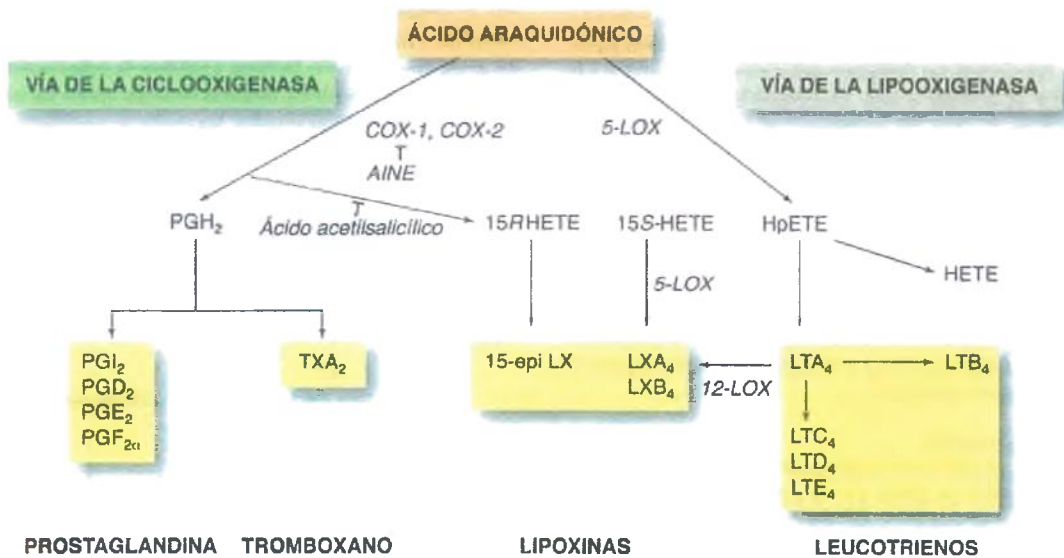 ÁCIDO ARAQUIDÓNICO
VÍA DE LA CICLOOXIGENASA
VÍA DE LA LIPOOXIGENASA
COX-1, COX-2
5-LOX
AINE
PGH₂
Ácido acetilsalicílico
15RHETE
15S-HETE
HpETE
HETE
5-LOX
PGI₂
PGD₂
PGE₂
PGF₂α
TXA₂
15-epi LX
LXA₄
LXB₄
12-LOX
LTA₄
LTB₄
LTC₄
LTD₄
LTE₄
PROSTAGLANDINA
TROMBOXANO
LIPOXINAS
LEUCOTRIENOS